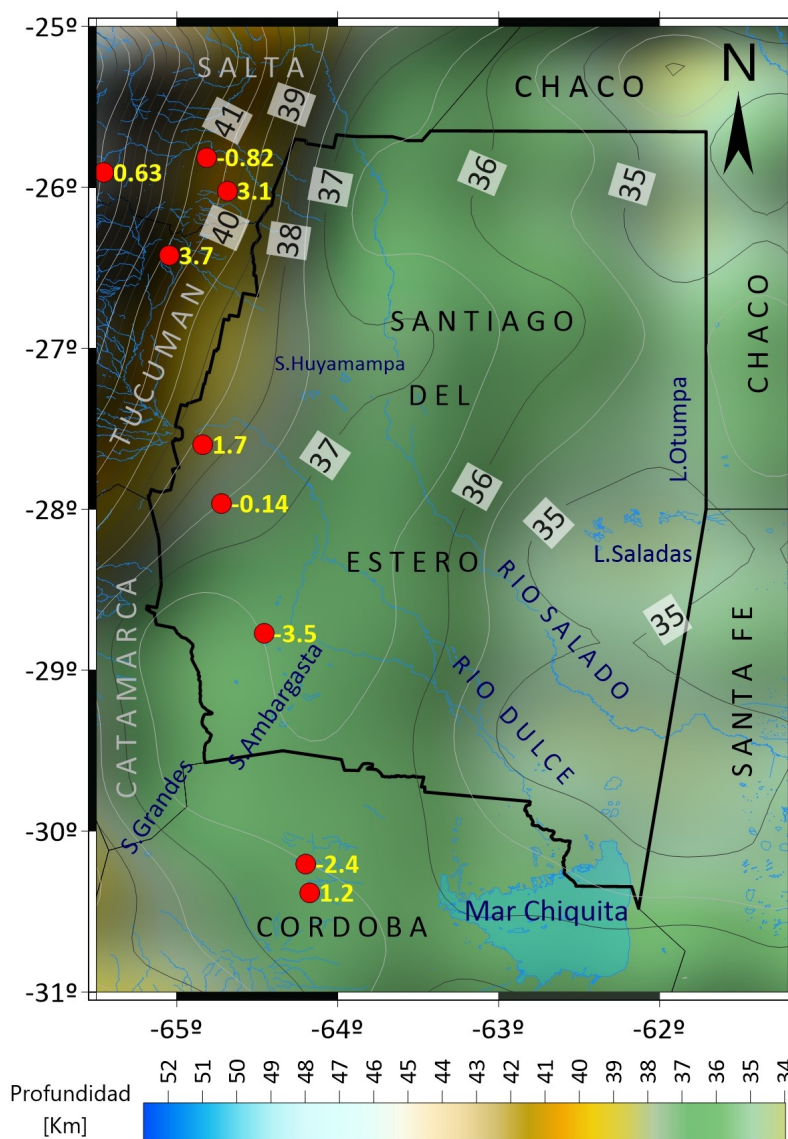 -25º
SALTA
39
CHACO
N
41
-0.82
-26º
0.63
3.1
37
36
35
40
38
3.7
TUCUMAN
SANTIAGO
CHACO
-27º
S.Huyamampa
DEL
L.Otumpa
1.7
37
-28º
-0.14
36
35
ESTERO
L.Saladas
RIO SALADO
35
CATAMARCA
-3.5
SANTA FE
-29º
S.Ambargasta
RIO DULCE
S.Grandes
-30º
-2.4
1.2
CORDOBA
Mar Chiquita
-31º
-65º -64º -63º -62º
Profundidad
[Km]
52 51 50 49 48 47 46 45 44 43 42 41 40 39 38 37 36 35 34